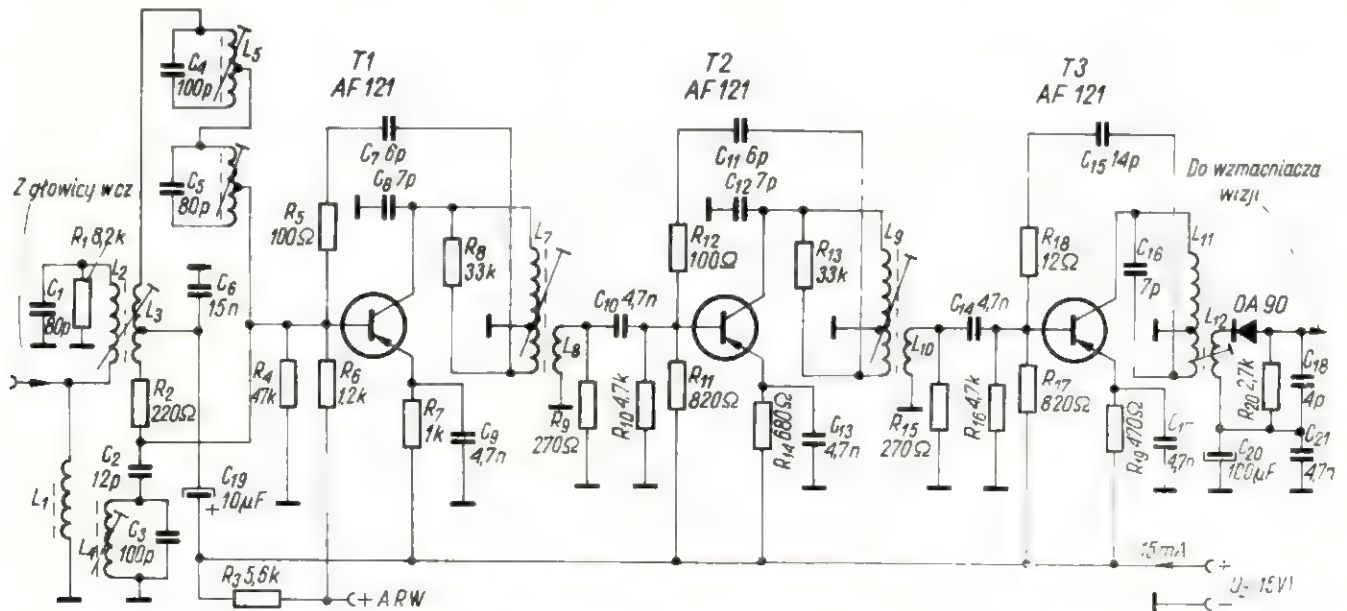 T1
AF 121
T2
AF 121
T3
AF 121
C4
100p
L5
C5
80p
Z głowicy wcz
R1 8,2k
C1
80p
L2
L3
C6
15n
R2
220Ω
C2
12p
L1
L4
C3
100p
C19
10µF
+
R3 5,6k
+ ARW
R4
47k
R5
100Ω
R6
1,2k
C7 6p
C8 7p
R7
1k
C9
4,7n
R8
33k
L7
L8
R9
270Ω
C10 4,7n
R10 4,7k
C11 6p
C12 7p
R12
100Ω
R11
820Ω
R13
33k
R14 680Ω
C13
4,7n
L9
L10
R15
270Ω
C14 4,7n
R16 4,7k
C15 14p
R18
12Ω
R17
820Ω
C16
7p
L11
L12
R19 470Ω
4,7n
Do wzmacniacza
wizji
OA 90
R20 2,7k
C18
4p
C20
100µF
C21
4,7n
15mA
+
15V)
−